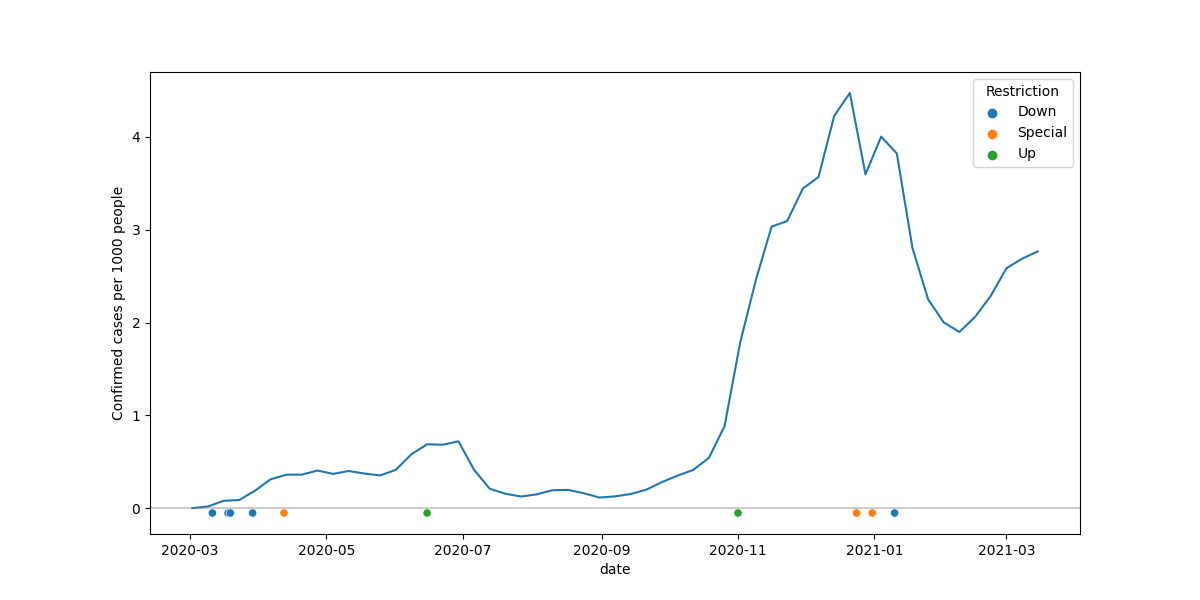 Restriction
Down
Special
Up
Confirmed cases per 1000 people
4
3
2
1
0
2020-03 2020-05 2020-07 2020-09 2020-11 2021-01 2021-03
date